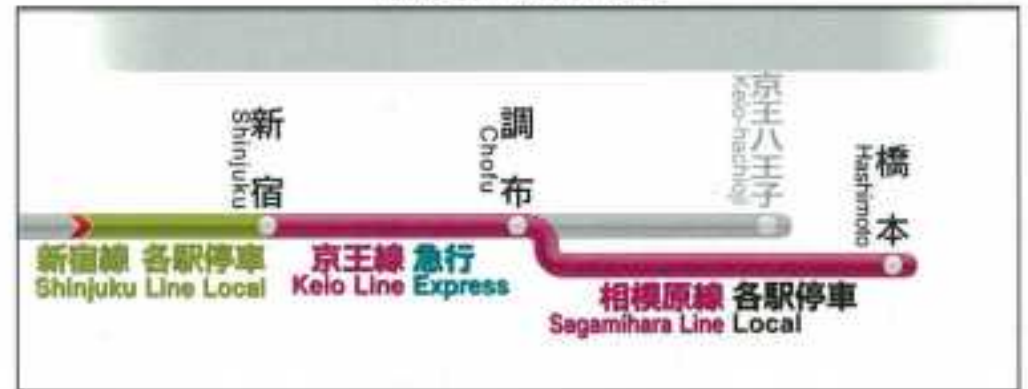 新宿
Shinjuku
調布
Chofu
京王八王子
Keio-hachioji
橋本
Hashimoto
新宿線 各駅停車
Shinjuku Line Local
京王線 急行
Keio Line Express
相模原線 各駅停車
Sagamihara Line Local